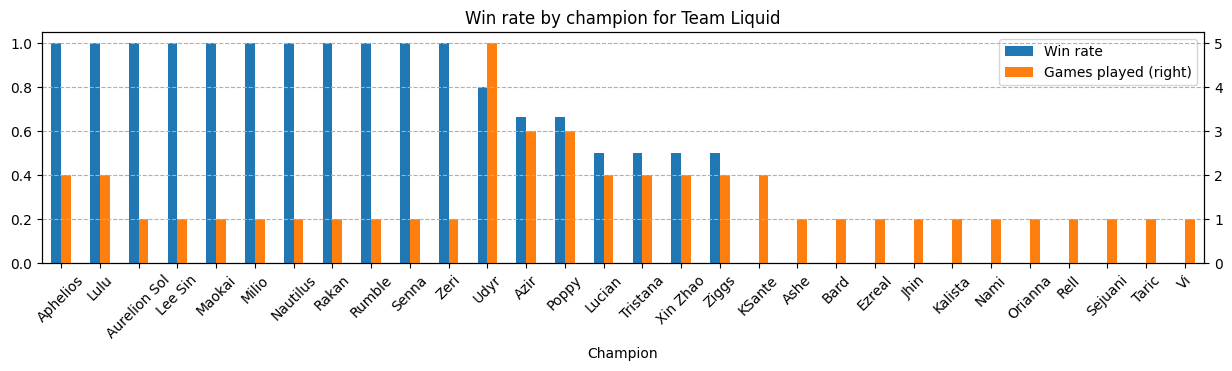 Win rate by champion for Team Liquid
Win rate
Games played (right)
1.0
0.8
0.6
0.4
0.2
0.0
5
4
3
2
1
0
Aphelios
Lulu
Aurelion Sol
Lee Sin
Maokai
Milio
Nautilus
Rakan
Rumble
Senna
Zeri
Udyr
Azir
Poppy
Lucian
Tristana
Xin Zhao
Ziggs
KSante
Ashe
Bard
Ezreal
Jhin
Kalista
Nami
Orianna
Rell
Sejuani
Taric
Vi
Champion